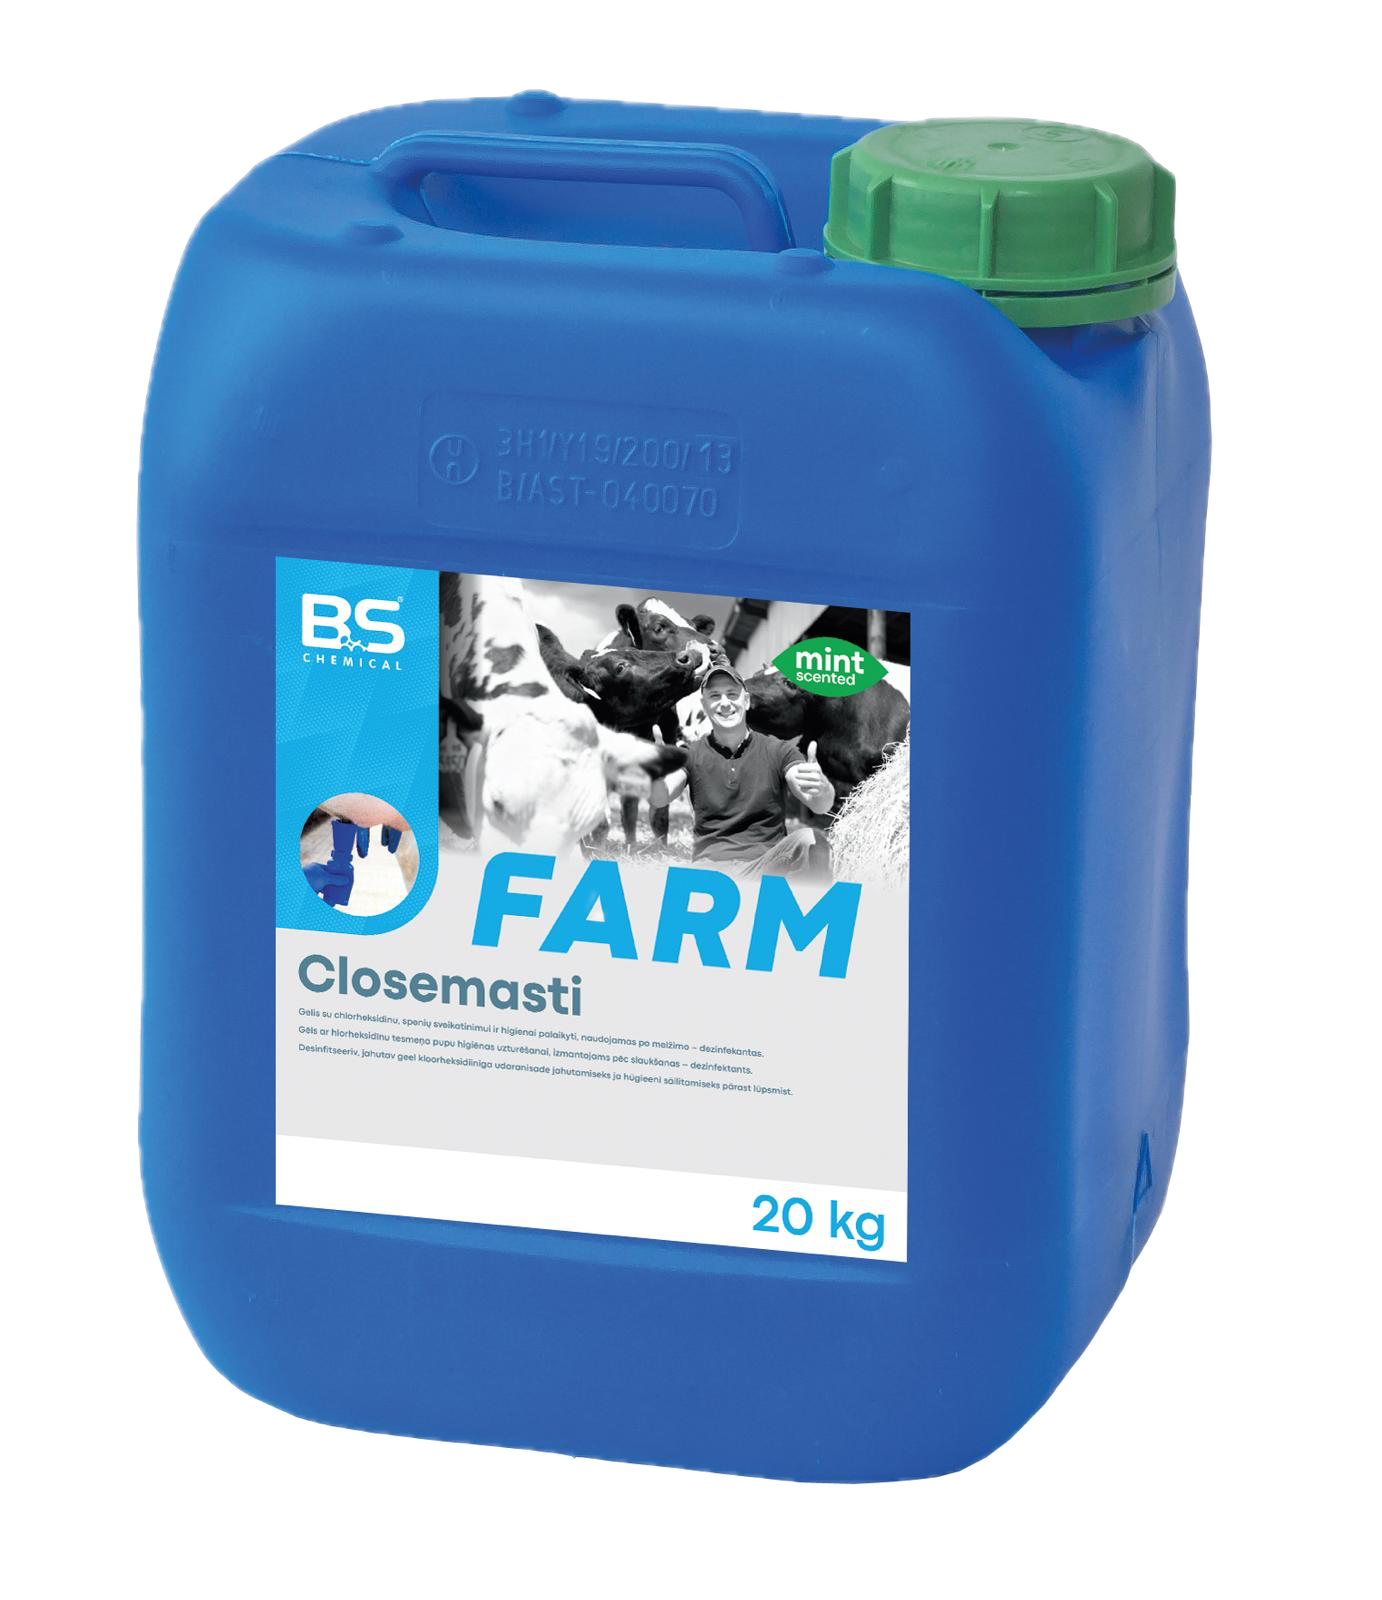 3H1/Y19/200/13
B/AST-040070
BS®
CHEMICAL
mint
scented
FARM
Closemasti
Gelis su chlorheksidinu, spenių sveikatinimui ir higienai palaikyti, naudojamas po melžimo – dezinfekantas.
Gēls ar hlorheksidīnu tesmeņa pupu higiēnas uzturēšanai, izmantojams pēc slaukšanas – dezinfektants.
Desinfitseeriv, jahutav geel kloorheksidiiniga udaranisade jahutamiseks ja hügieeni säilitamiseks pärast lüpsmist.
20 kg